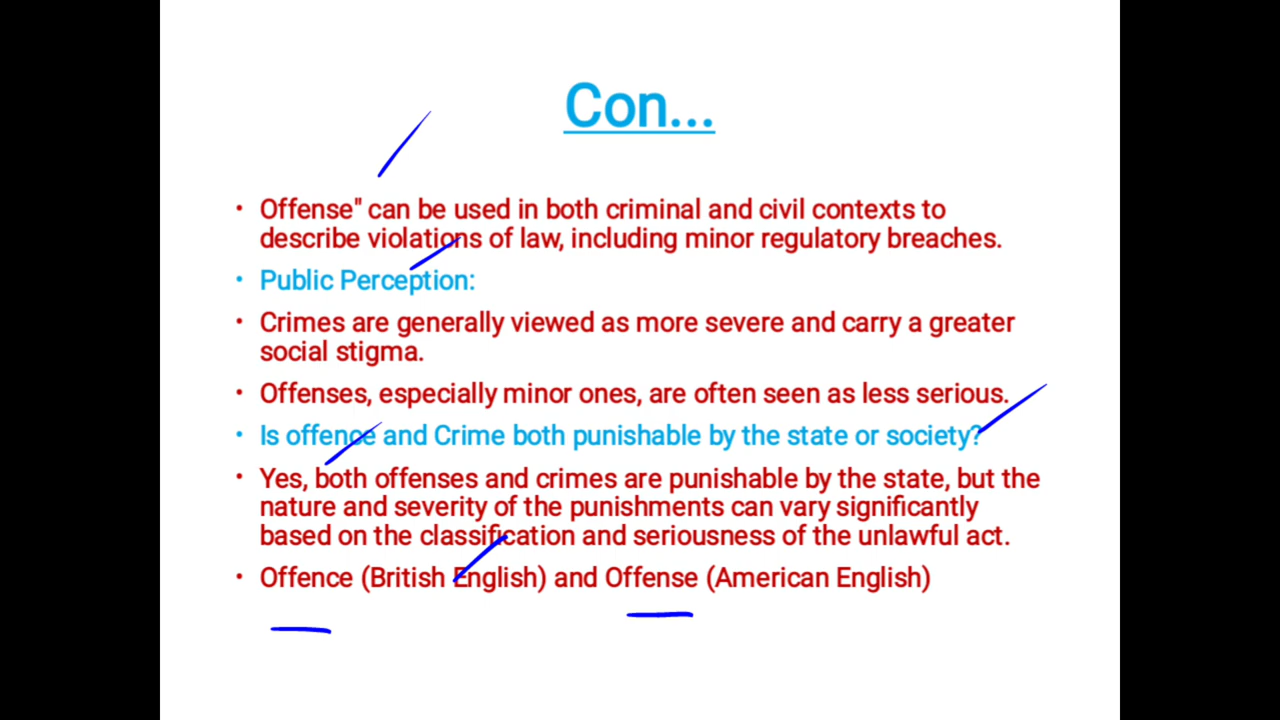 Con...
• Offense" can be used in both criminal and civil contexts to
describe violations of law, including minor regulatory breaches.
• Public Perception:
• Crimes are generally viewed as more severe and carry a greater
social stigma.
• Offenses, especially minor ones, are often seen as less serious.
• Is offence and Crime both punishable by the state or society?
• Yes, both offenses and crimes are punishable by the state, but the
nature and severity of the punishments can vary significantly
based on the classification and seriousness of the unlawful act.
• Offence (British English) and Offense (American English)